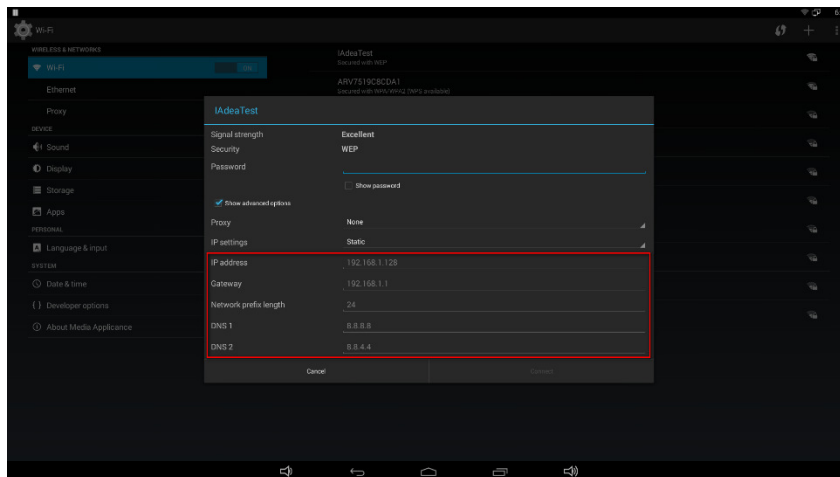 Wi-Fi
WIRELESS & NETWORKS
Wi-Fi
ON
Ethernet
Proxy
DEVICE
Sound
Display
Storage
Apps
PERSONAL
Language & input
SYSTEM
Date & time
{ } Developer options
About Media Applicance
IAdeaTest
Secured with WEP
ARV7519C8CDA1
Secured with WPA/WPA2 (WPS available)
IAdeaTest
Signal strength Excellent
Security WEP
Password
Show password
Show advanced options
Proxy None
IP settings Static
IP address 192.168.1.128
Gateway 192.168.1.1
Network prefix length 24
DNS 1 8.8.8.8
DNS 2 8.8.4.4
Cancel Connect